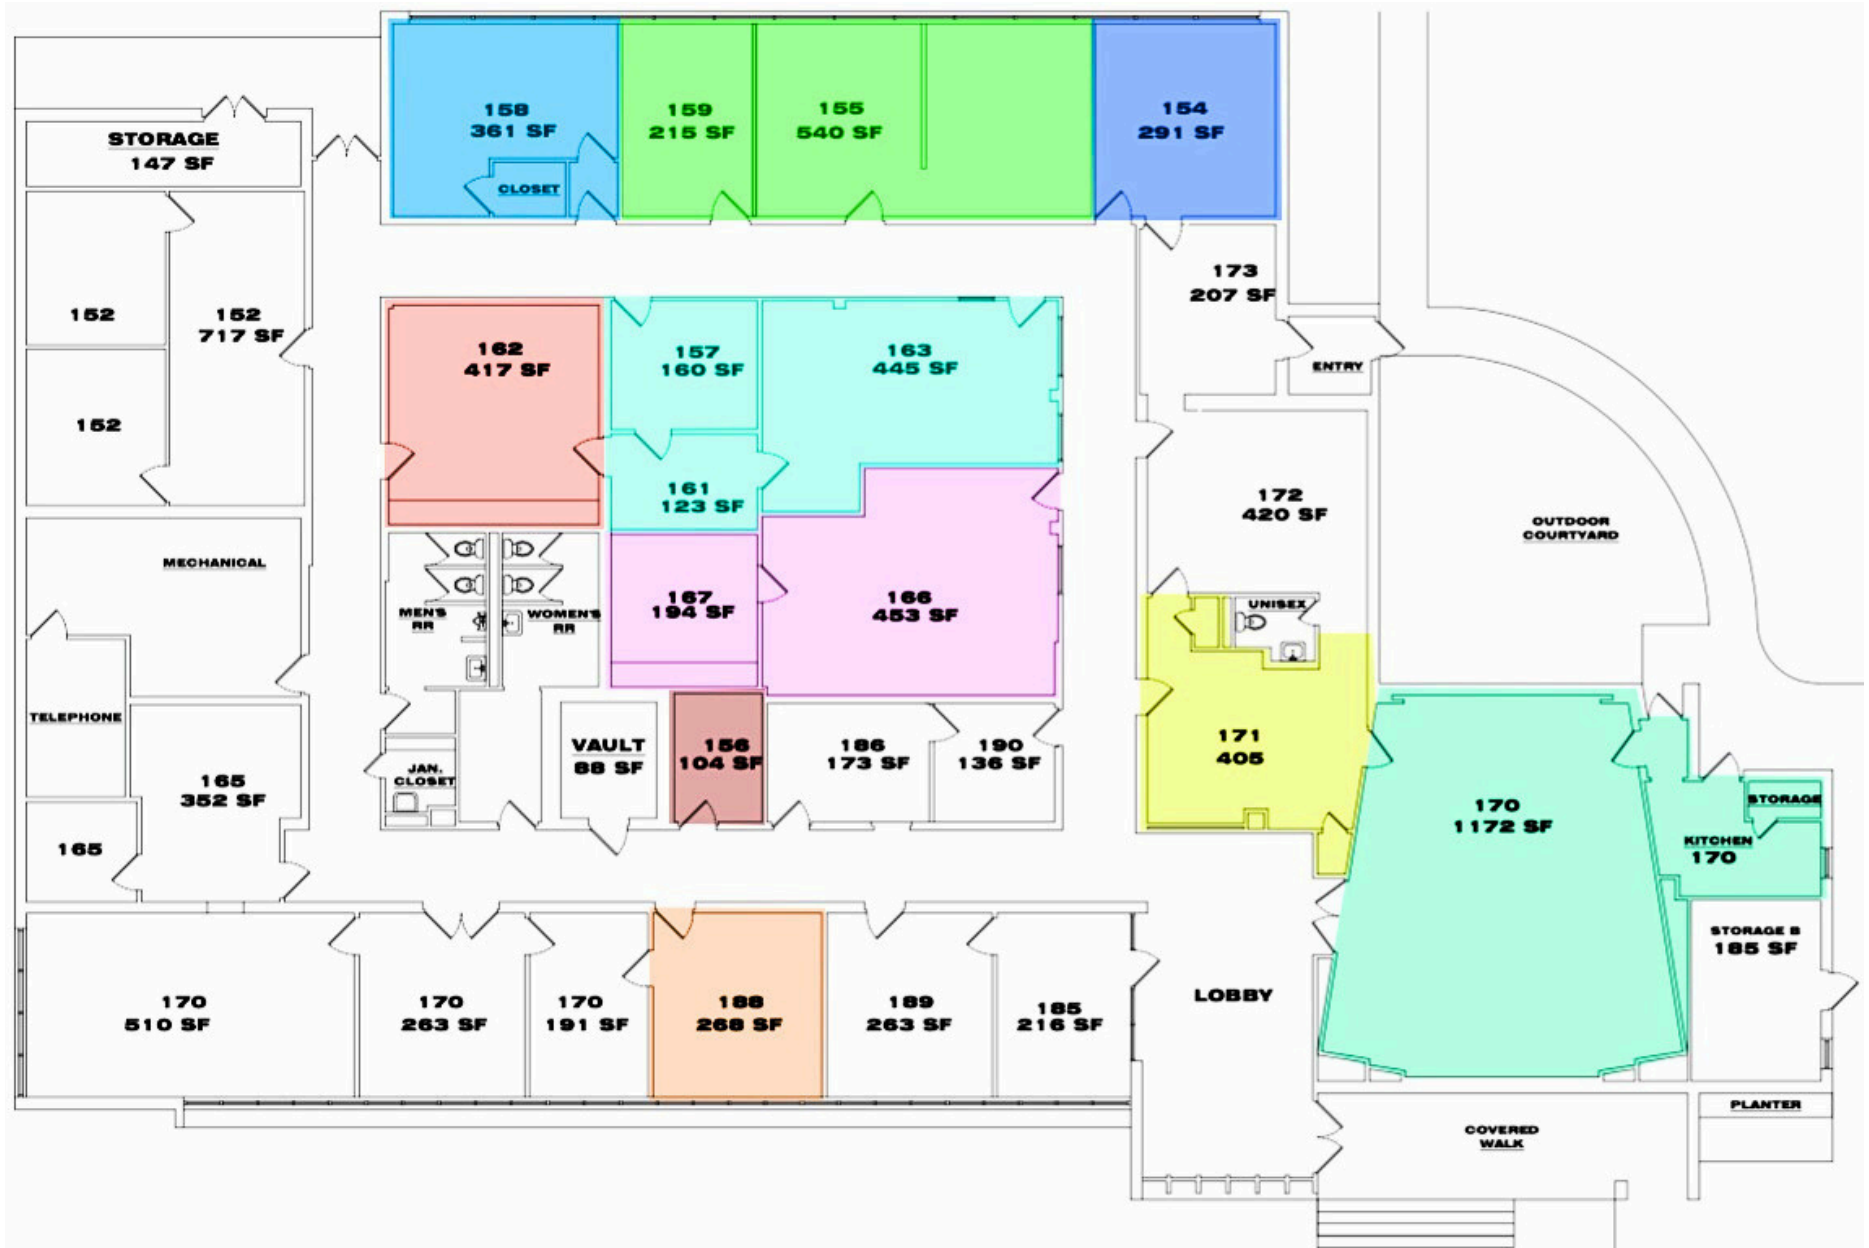 158
361 SF
CLOSET
159
215 SF
155
540 SF
154
291 SF
STORAGE
147 SF
152
152
717 SF
152
173
207 SF
ENTRY
162
417 SF
157
160 SF
163
445 SF
161
123 SF
172
420 SF
OUTDOOR
COURTYARD
MECHANICAL
MEN'S
RR
WOMEN'S
RR
167
194 SF
166
453 SF
UNISEX
TELEPHONE
165
352 SF
165
JAN.
CLOSET
VAULT
88 SF
156
104 SF
186
173 SF
190
136 SF
171
405
170
1172 SF
STORAGE
KITCHEN
170
STORAGE B
185 SF
170
510 SF
170
263 SF
170
191 SF
188
268 SF
189
263 SF
185
216 SF
LOBBY
COVERED
WALK
PLANTER